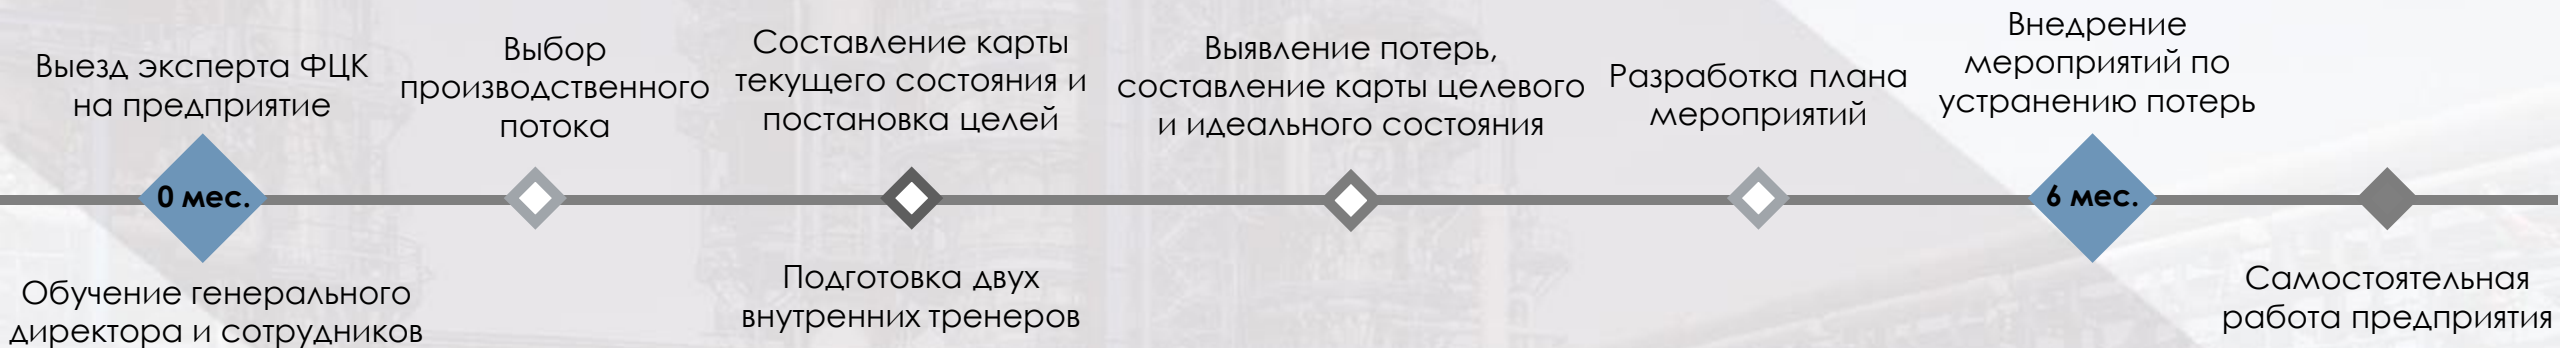 Выезд эксперта ФЦК
на предприятие
0 мес.
Обучение генерального
директора и сотрудников
Выбор
производственного
потока
Составление карты
текущего состояния и
постановка целей
Подготовка двух
внутренних тренеров
Выявление потерь,
составление карты целевого
и идеального состояния
Разработка плана
мероприятий
Внедрение
мероприятий по
устранению потерь
6 мес.
Самостоятельная
работа предприятия